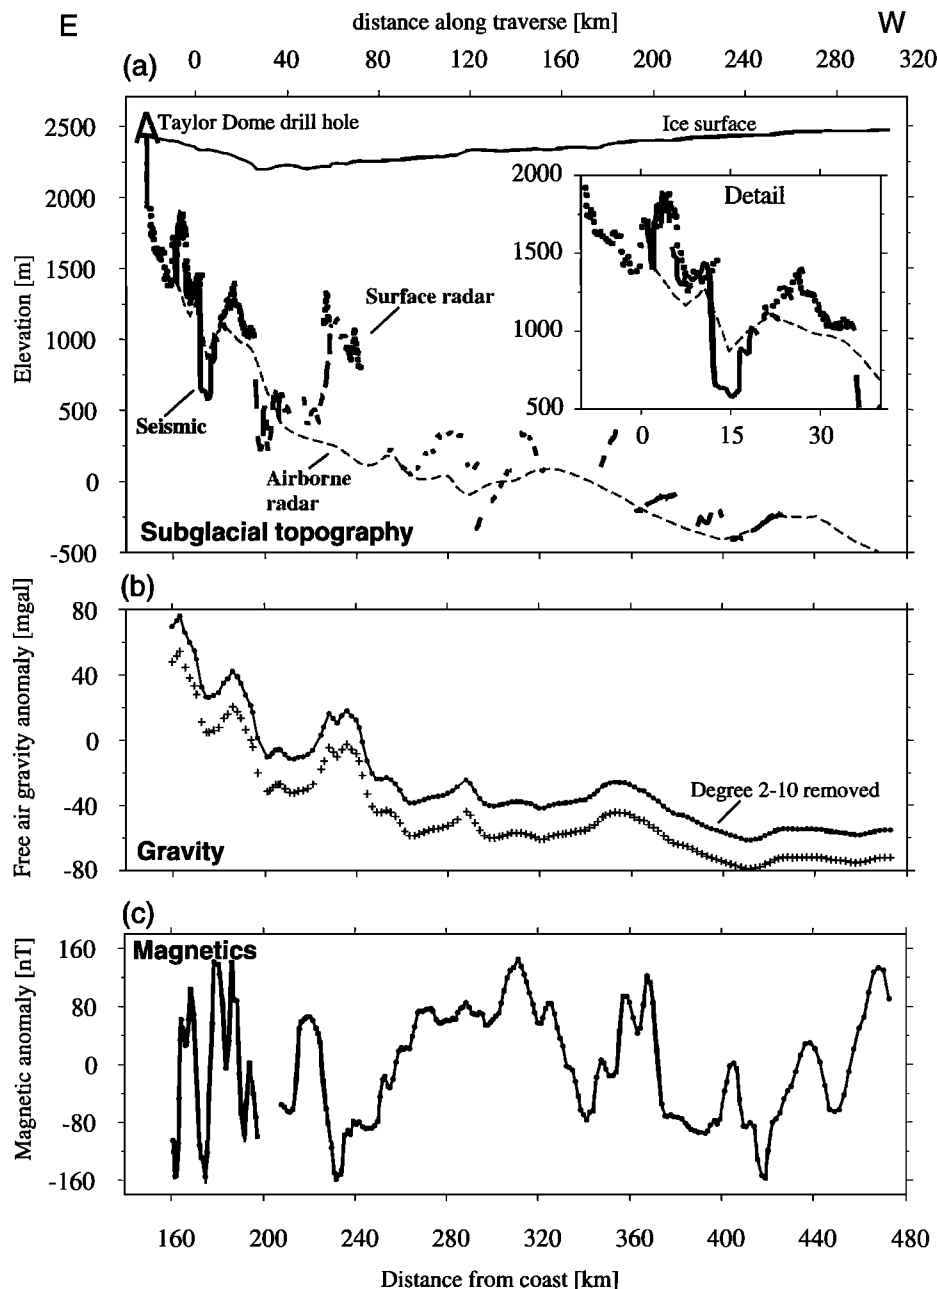 E
distance along traverse [km]
W
(a)
0 40 80 120 160 200 240 280 320
2500
2000
1500
1000
500
0
-500
Elevation [m]
Taylor Dome drill hole
Ice surface
Detail
2000
1500
1000
500
0 15 30
Surface radar
Seismic
Airborne
radar
Subglacial topography
(b)
80
40
0
-40
-80
Free air gravity anomaly [mgal]
Degree 2-10 removed
Gravity
(c)
Magnetics
160
80
0
-80
-160
Magnetic anomaly [nT]
160 200 240 280 320 360 400 440 480
Distance from coast [km]